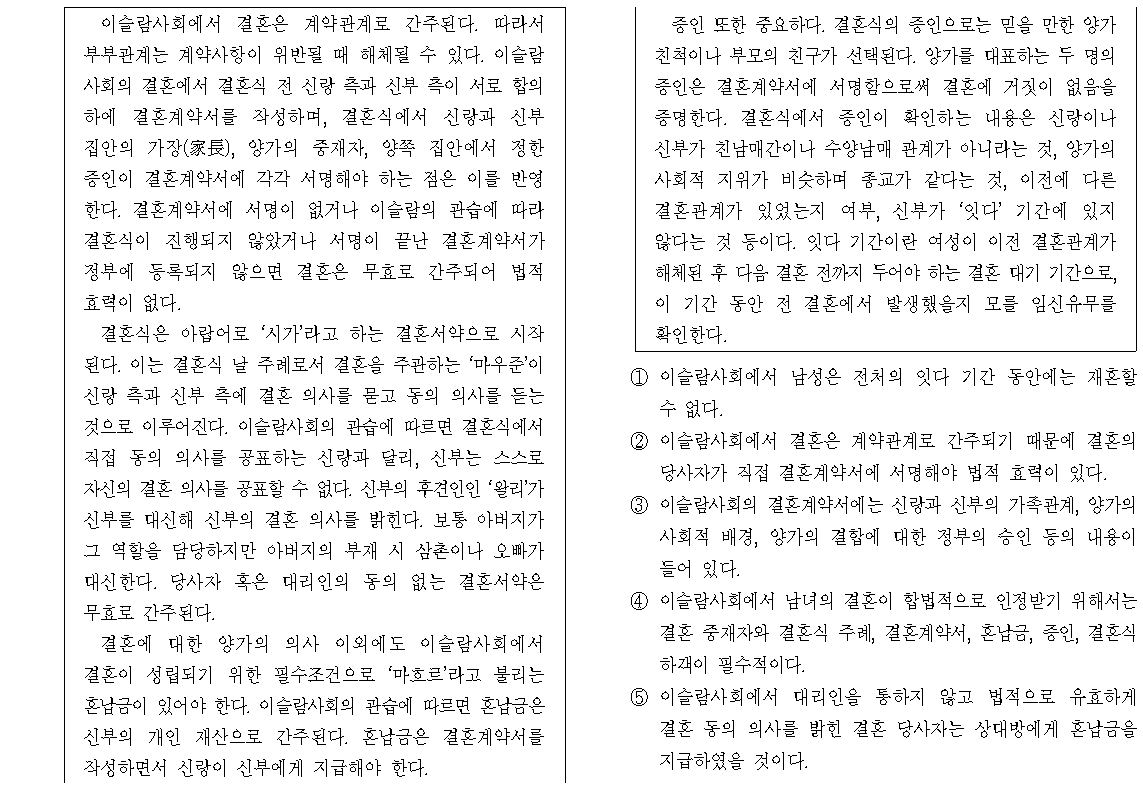 이슬람사회에서 결혼은 계약관계로 간주된다. 따라서
부부관계는 계약사항이 위반될 때 해체될 수 있다. 이슬람
사회의 결혼에서 결혼식 전 신랑 측과 신부 측이 서로 합의
하에 결혼계약서를 작성하며, 결혼식에서 신랑과 신부
집안의 가장(家長), 양가의 중재자, 양쪽 집안에서 정한
증인이 결혼계약서에 각각 서명해야 하는 점은 이를 반영
한다. 결혼계약서에 서명이 없거나 이슬람의 관습에 따라
결혼식이 진행되지 않았거나 서명이 끝난 결혼계약서가
정부에 등록되지 않으면 결혼은 무효로 간주되어 법적
효력이 없다.
결혼식은 아랍어로 ‘시가’라고 하는 결혼서약으로 시작
된다. 이는 결혼식 날 주례로서 결혼을 주관하는 ‘마우준’이
신랑 측과 신부 측에 결혼 의사를 묻고 동의 의사를 듣는
것으로 이루어진다. 이슬람사회의 관습에 따르면 결혼식에서
직접 동의 의사를 공표하는 신랑과 달리, 신부는 스스로
자신의 결혼 의사를 공표할 수 없다. 신부의 후견인인 ‘왈리’가
신부를 대신해 신부의 결혼 의사를 밝힌다. 보통 아버지가
그 역할을 담당하지만 아버지의 부재 시 삼촌이나 오빠가
대신한다. 당사자 혹은 대리인의 동의 없는 결혼서약은
무효로 간주된다.
결혼에 대한 양가의 의사 이외에도 이슬람사회에서
결혼이 성립되기 위한 필수조건으로 ‘마흐르’라고 불리는
혼납금이 있어야 한다. 이슬람사회의 관습에 따르면 혼납금은
신부의 개인 재산으로 간주된다. 혼납금은 결혼계약서를
작성하면서 신랑이 신부에게 지급해야 한다.
증인 또한 중요하다. 결혼식의 증인으로는 믿을 만한 양가
친척이나 부모의 친구가 선택된다. 양가를 대표하는 두 명의
증인은 결혼계약서에 서명함으로써 결혼에 거짓이 없음을
증명한다. 결혼식에서 증인이 확인하는 내용은 신랑이나
신부가 친남매간이나 수양남매 관계가 아니라는 것, 양가의
사회적 지위가 비슷하며 종교가 같다는 것, 이전에 다른
결혼관계가 있었는지 여부, 신부가 ‘잇다’ 기간에 있지
않다는 것 등이다. 잇다 기간이란 여성이 이전 결혼관계가
해체된 후 다음 결혼 전까지 두어야 하는 결혼 대기 기간으로,
이 기간 동안 전 결혼에서 발생했을지 모를 임신유무를
확인한다.
① 이슬람사회에서 남성은 전처의 잇다 기간 동안에는 재혼할
수 없다.
② 이슬람사회에서 결혼은 계약관계로 간주되기 때문에 결혼의
당사자가 직접 결혼계약서에 서명해야 법적 효력이 있다.
③ 이슬람사회의 결혼계약서에는 신랑과 신부의 가족관계, 양가의
사회적 배경, 양가의 결합에 대한 정부의 승인 등의 내용이
들어 있다.
④ 이슬람사회에서 남녀의 결혼이 합법적으로 인정받기 위해서는
결혼 중재자와 결혼식 주례, 결혼계약서, 혼납금, 증인, 결혼식
하객이 필수적이다.
⑤ 이슬람사회에서 대리인을 통하지 않고 법적으로 유효하게
결혼 동의 의사를 밝힌 결혼 당사자는 상대방에게 혼납금을
지급하였을 것이다.